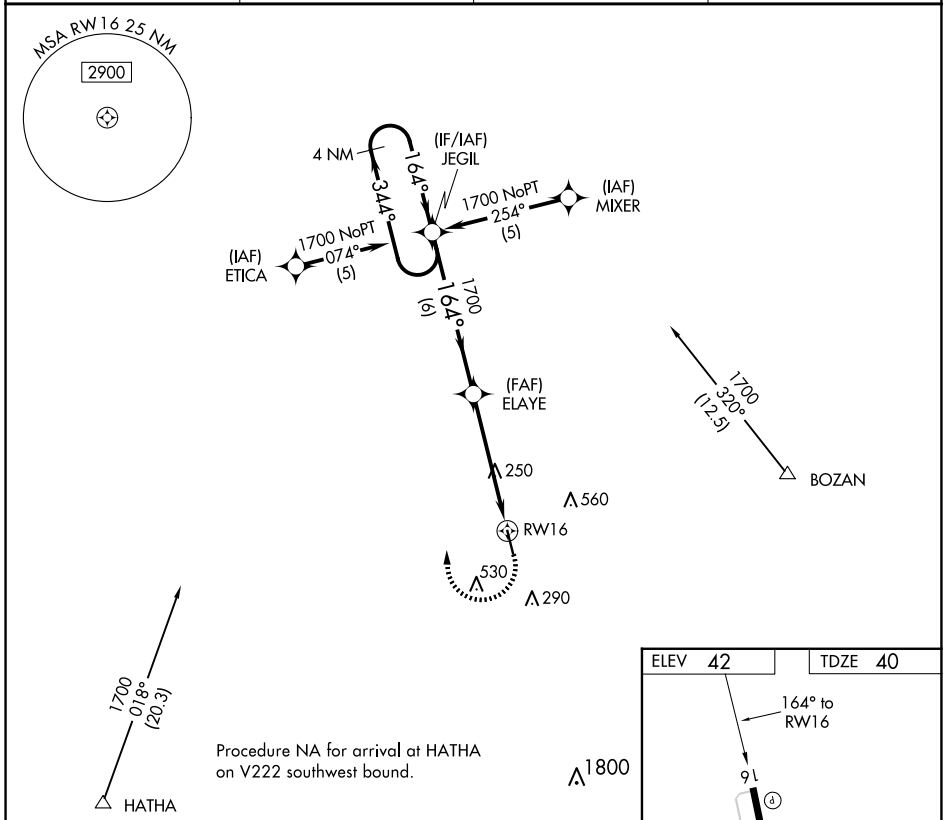 MSA RW16 25 NM
2900
4 NM
(IF/IAF)
JEGIL
164°
344°
1700 NoPT
254°
(5)
(IAF)
MIXER
(IAF)
ETICA
1700 NoPT
074°
(5)
1700
164°
(6)
(FAF)
ELAYE
1700
320°
(12.5)
BOZAN
250
560
RW16
530
290
1700
018°
(20.3)
HATHA
Procedure NA for arrival at HATHA
on V222 southwest bound.
1800
ELEV 42
TDZE 40
164° to
RW16
16
P